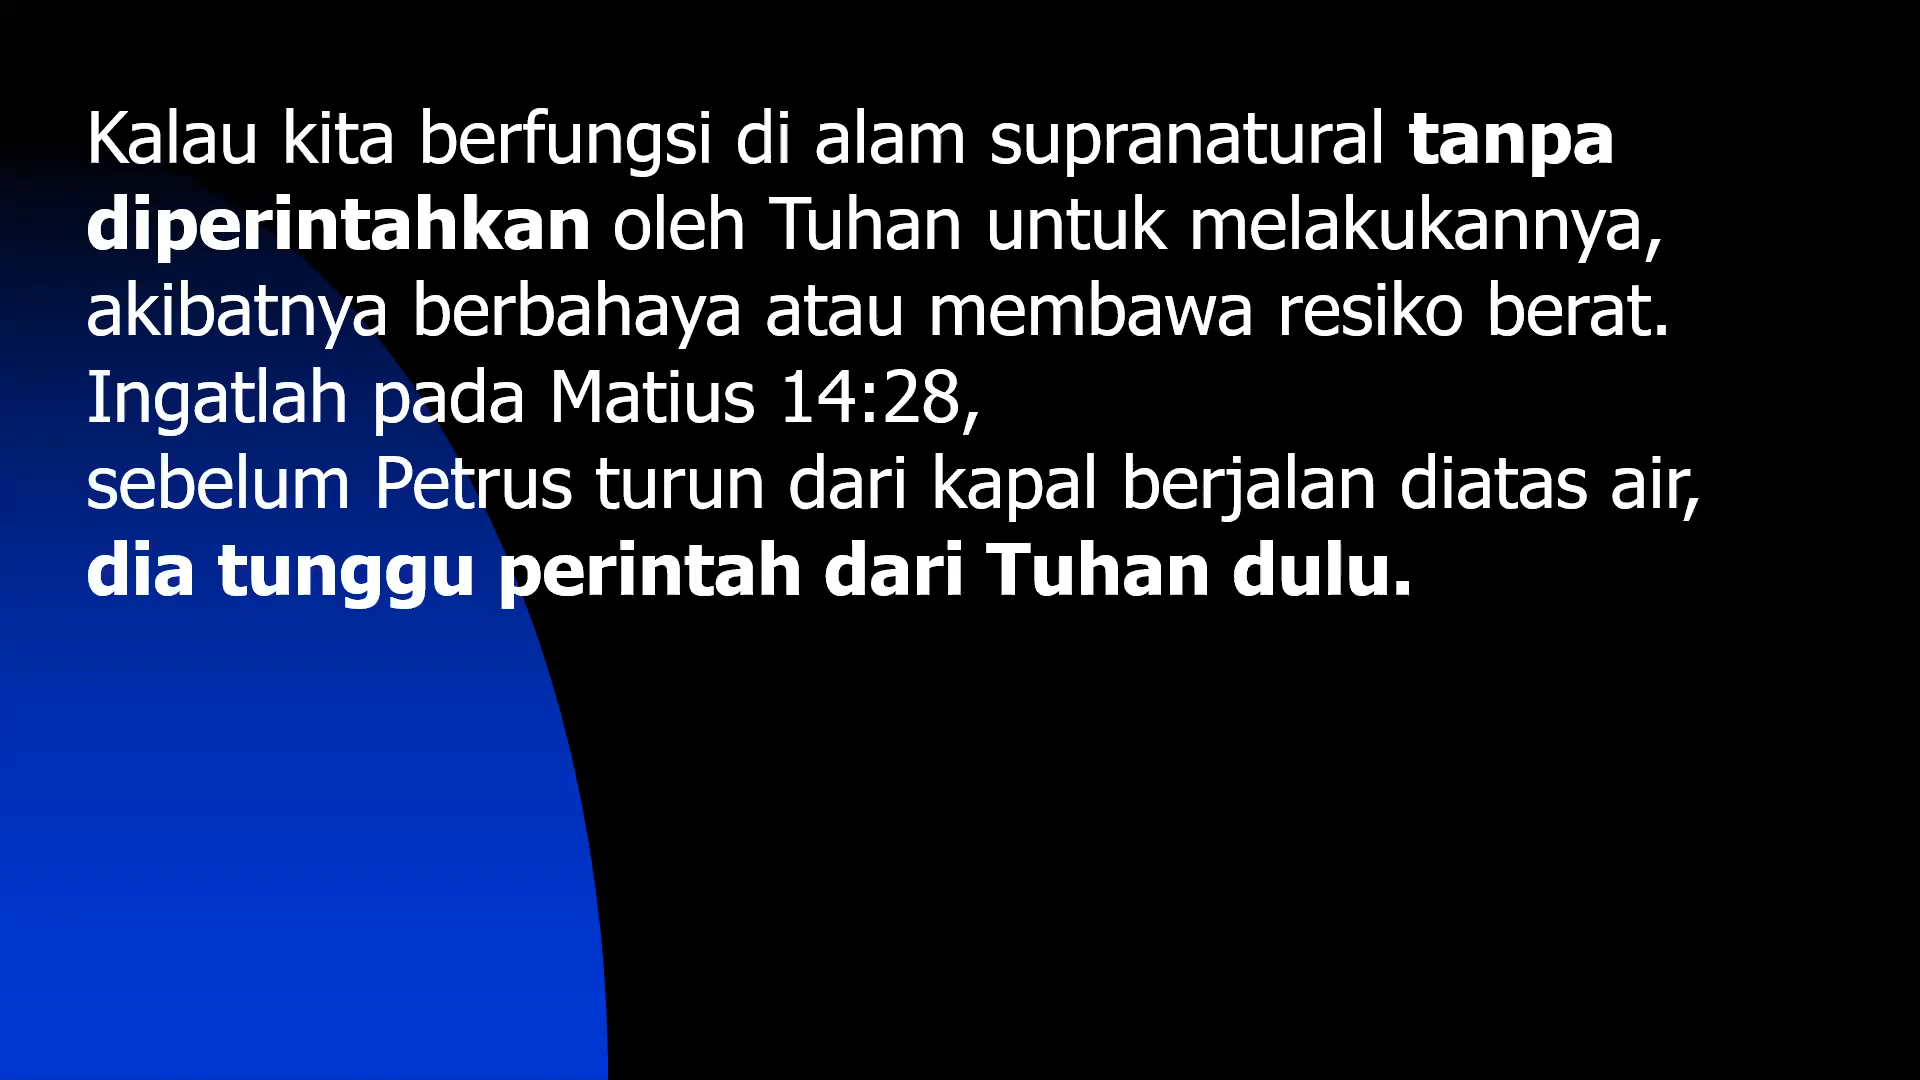 Kalau kita berfungsi di alam supranatural tanpa
diperintahkan oleh Tuhan untuk melakukannya,
akibatnya berbahaya atau membawa resiko berat.
Ingatlah pada Matius 14:28,
sebelum Petrus turun dari kapal berjalan diatas air,
dia tunggu perintah dari Tuhan dulu.